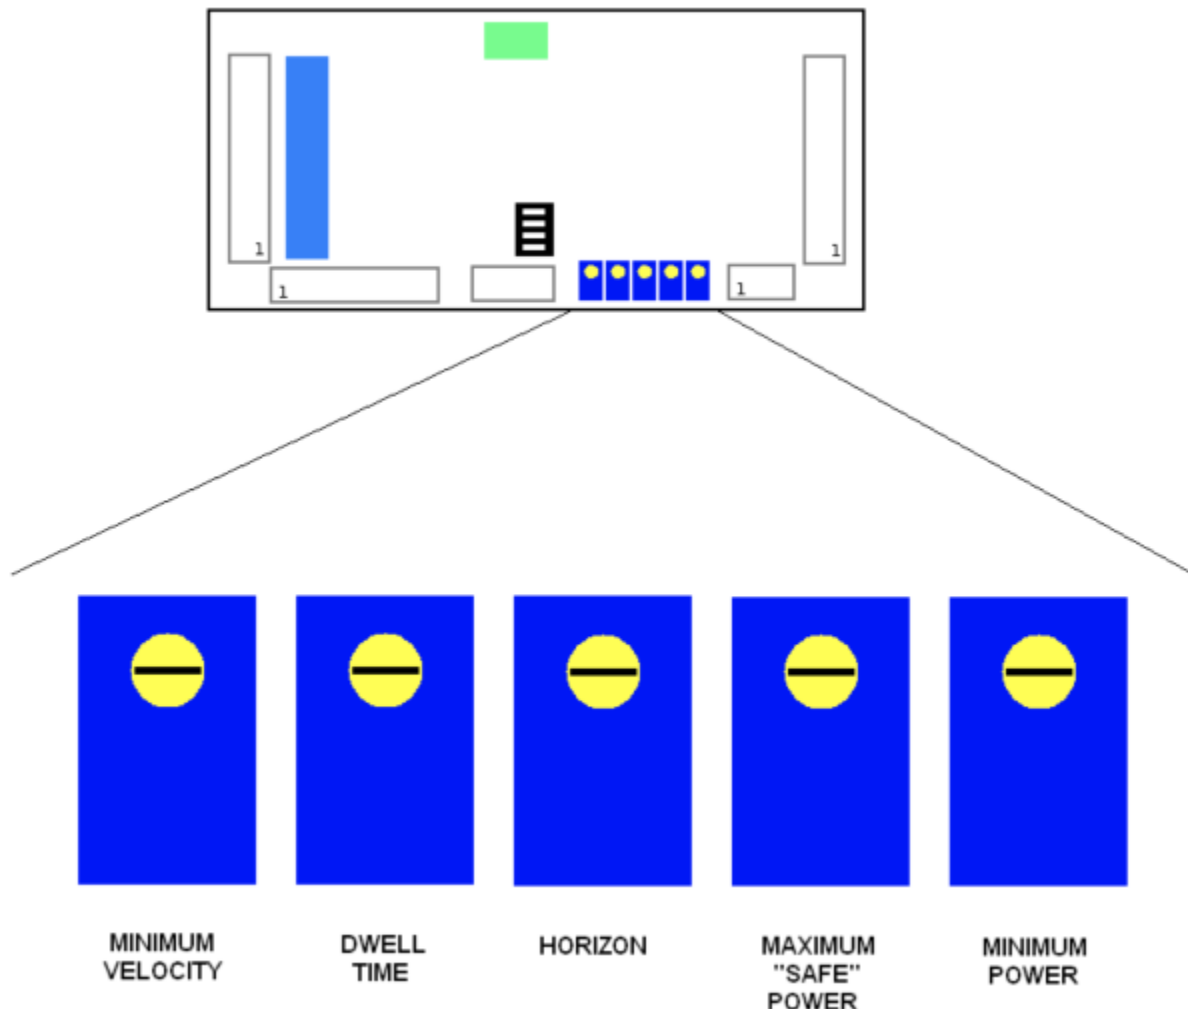 1
1
1
1
MINIMUM
VELOCITY
DWELL
TIME
HORIZON
MAXIMUM
"SAFE"
POWER
MINIMUM
POWER